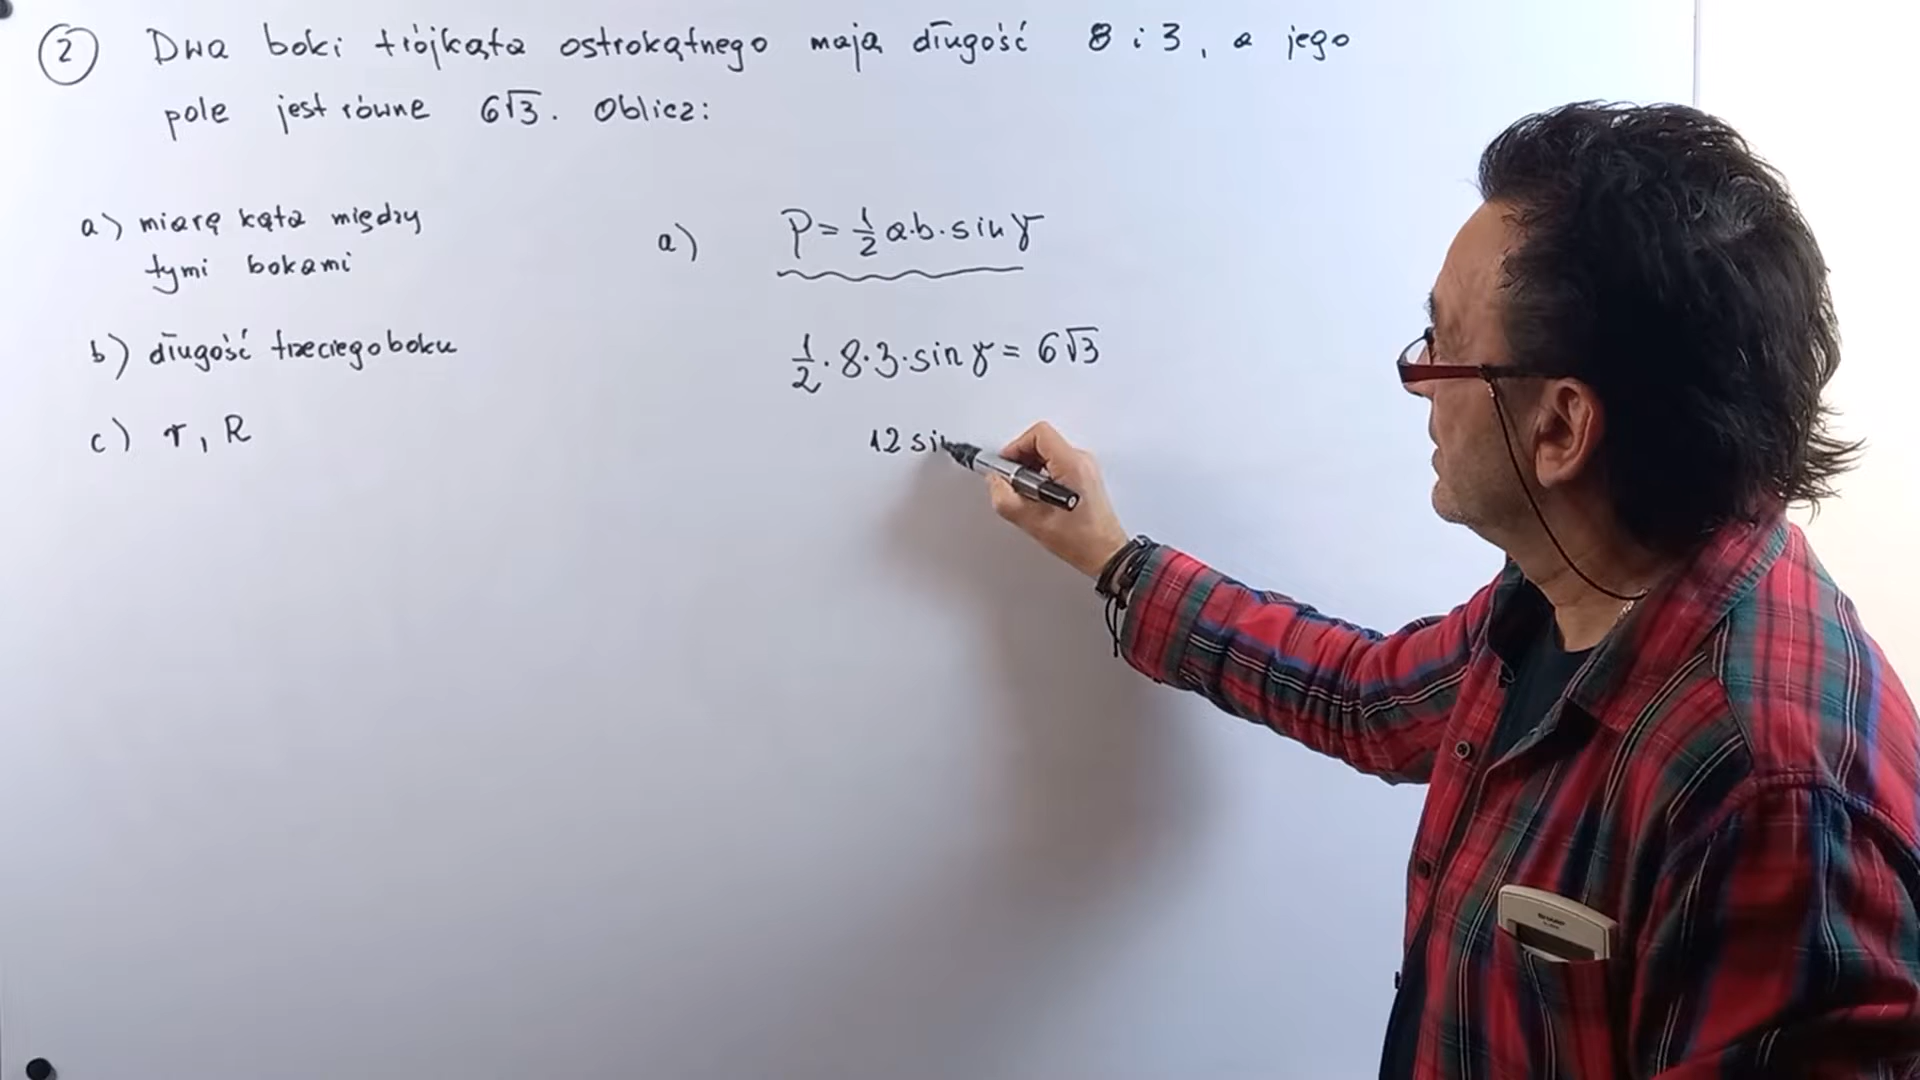 2 Dwa boki trójkąta ostrokątnego mają długość 8 i 3, a jego
pole jest równe 6√3. Oblicz:
a) miarę kąta między
tymi bokami
b) długość trzeciego boku
c) r, R
a) P = 1/2 a·b·sin γ
1/2 · 8·3·sin γ = 6√3
12 sin